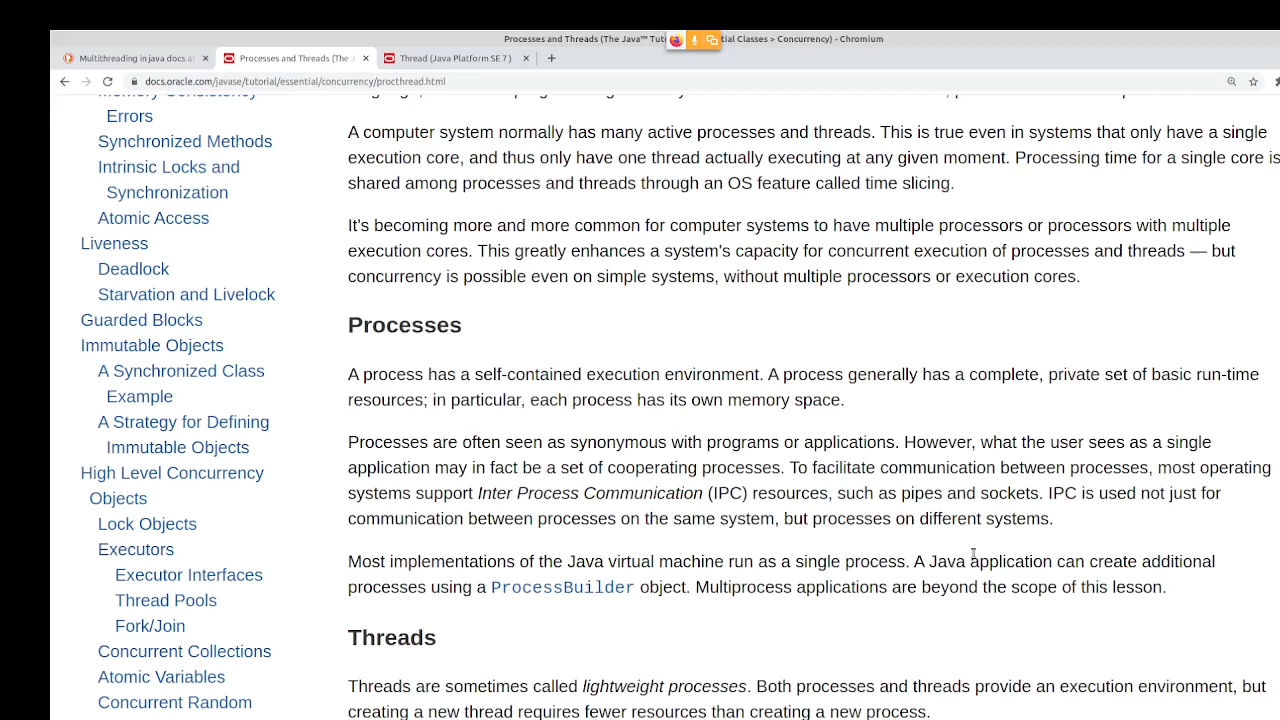 Processes and Threads (The Java™ Tuto
tial Classes > Concurrency) - Chromium
Multithreading in java docs a
Processes and Threads (The J
Thread (Java Platform SE 7 )
docs.oracle.com/javase/tutorial/essential/concurrency/procthread.html
Memory Consistency
Errors
Synchronized Methods
Intrinsic Locks and
Synchronization
Atomic Access
Liveness
Deadlock
Starvation and Livelock
Guarded Blocks
Immutable Objects
A Synchronized Class
Example
A Strategy for Defining
Immutable Objects
High Level Concurrency
Objects
Lock Objects
Executors
Executor Interfaces
Thread Pools
Fork/Join
Concurrent Collections
Atomic Variables
Concurrent Random
A computer system normally has many active processes and threads. This is true even in systems that only have a single
execution core, and thus only have one thread actually executing at any given moment. Processing time for a single core is
shared among processes and threads through an OS feature called time slicing.
It's becoming more and more common for computer systems to have multiple processors or processors with multiple
execution cores. This greatly enhances a system's capacity for concurrent execution of processes and threads — but
concurrency is possible even on simple systems, without multiple processors or execution cores.
Processes
A process has a self-contained execution environment. A process generally has a complete, private set of basic run-time
resources; in particular, each process has its own memory space.
Processes are often seen as synonymous with programs or applications. However, what the user sees as a single
application may in fact be a set of cooperating processes. To facilitate communication between processes, most operating
systems support Inter Process Communication (IPC) resources, such as pipes and sockets. IPC is used not just for
communication between processes on the same system, but processes on different systems.
Most implementations of the Java virtual machine run as a single process. A Java application can create additional
processes using a ProcessBuilder object. Multiprocess applications are beyond the scope of this lesson.
Threads
Threads are sometimes called lightweight processes. Both processes and threads provide an execution environment, but
creating a new thread requires fewer resources than creating a new process.